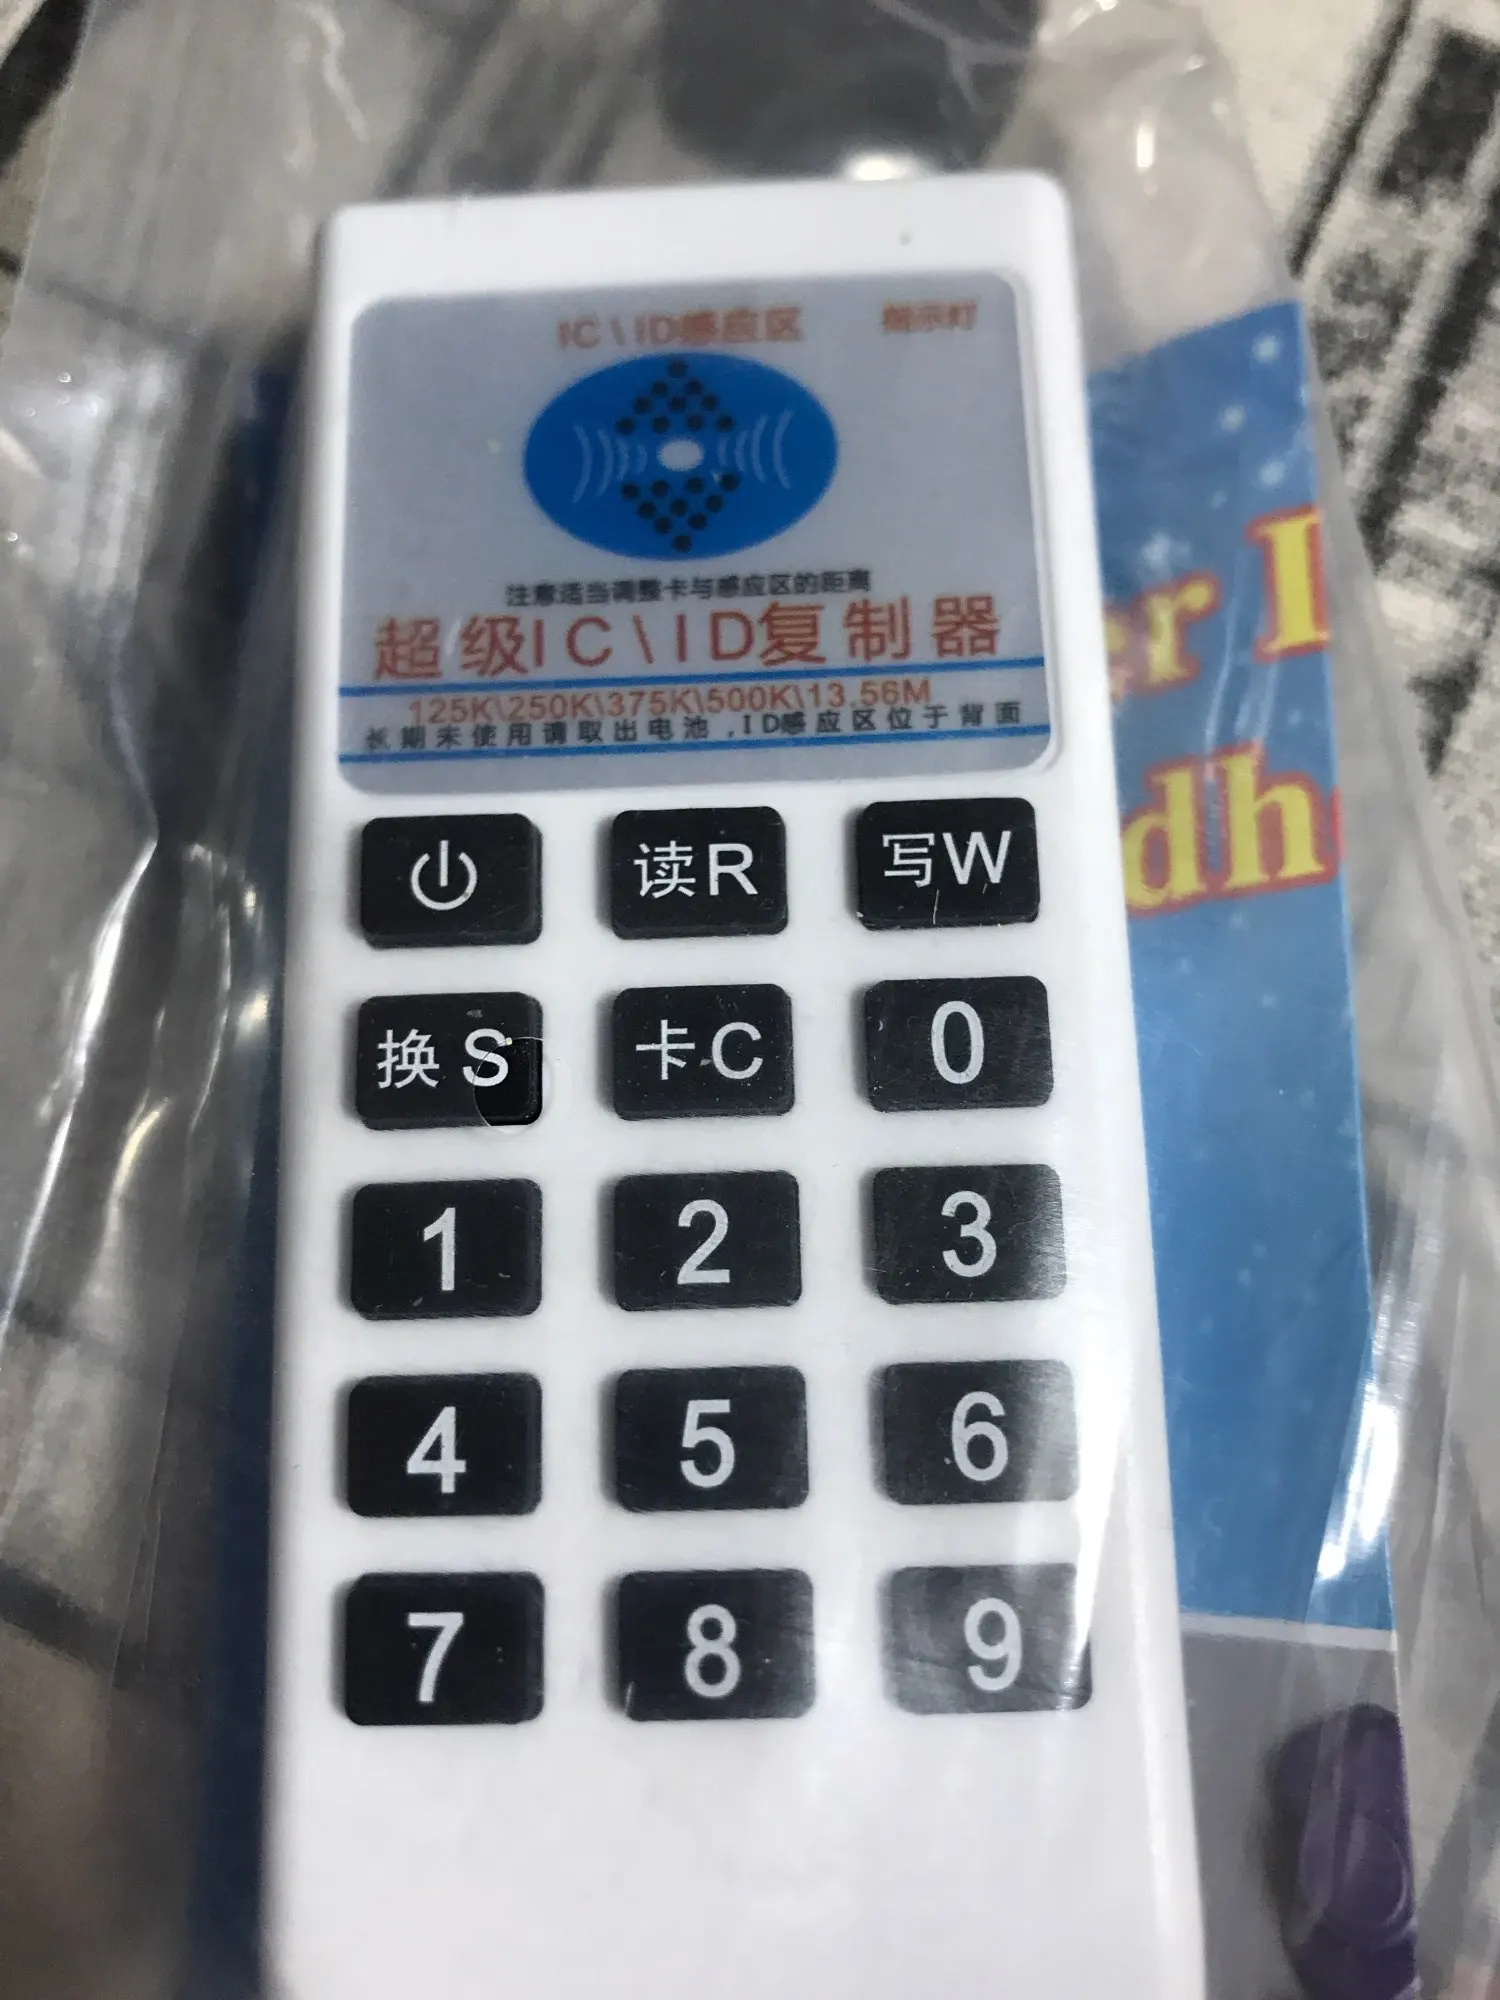 IC\ID感应区 指示灯
注意适当调整卡与感应区的距离
超级IC\ID复制器
125K\250K\375K\500K\13.56M
长期未使用请取出电池,ID感应区位于背面
读R 写W
换 S 卡C 0
1 2 3
4 5 6
7 8 9
er I
dh